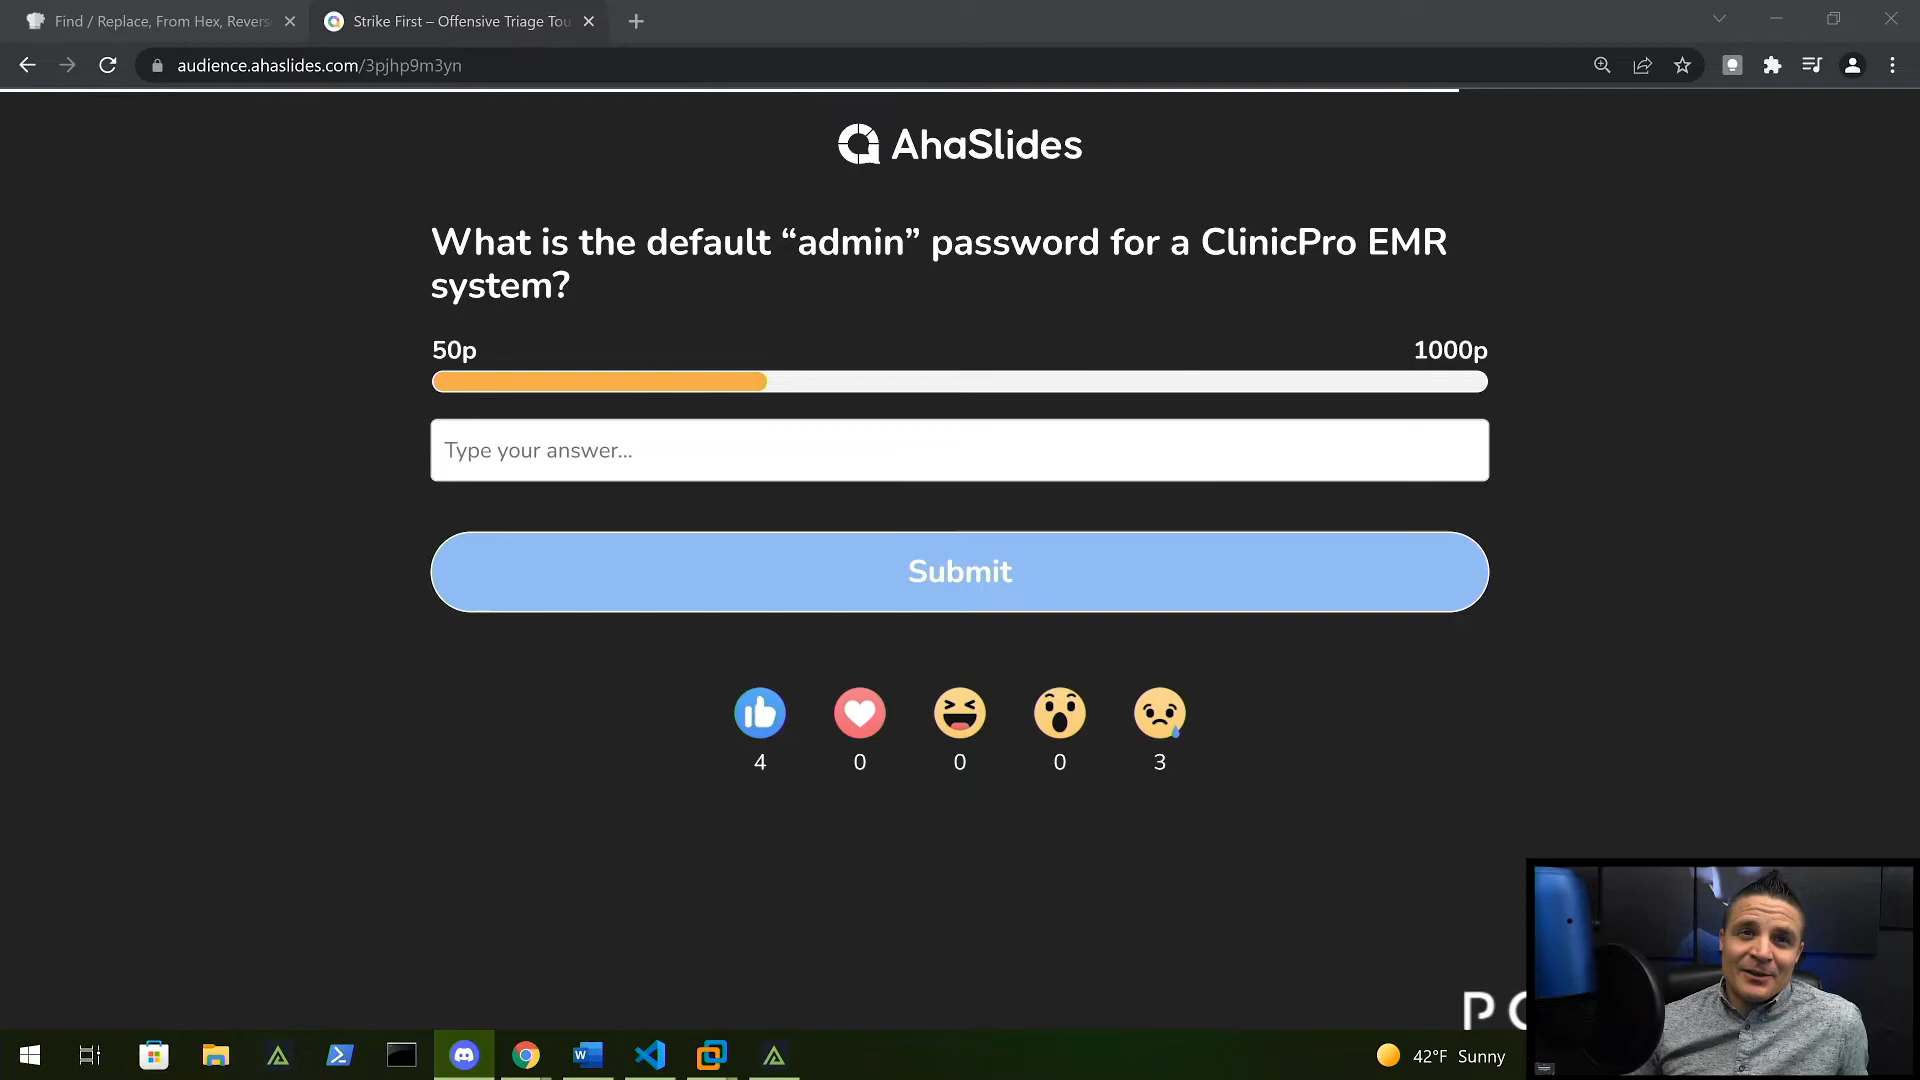 Find / Replace, From Hex, Revers
Strike First – Offensive Triage Tou
audience.ahaslides.com/3pjhp9m3yn
AhaSlides
What is the default “admin” password for a ClinicPro EMR
system?
50p
1000p
Type your answer...
Submit
4
0
0
0
3
PC
42°F Sunny